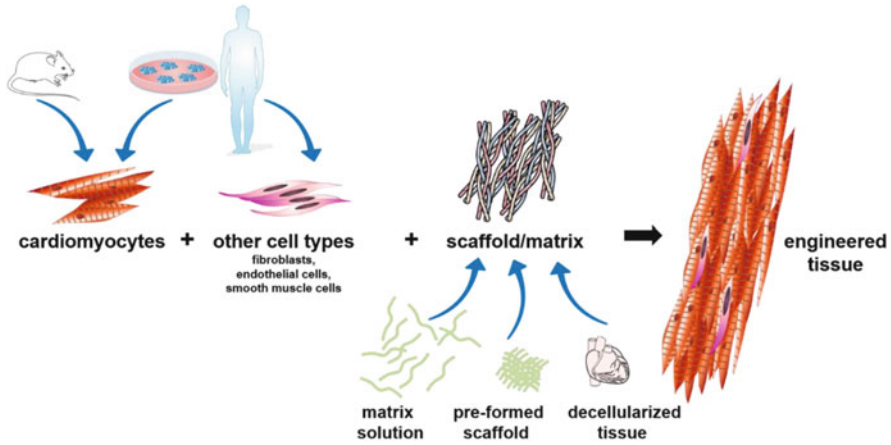 cardiomyocytes + other cell types + scaffold/matrix
fibroblasts,
endothelial cells,
smooth muscle cells
engineered
tissue
matrix
solution
pre-formed
scaffold
decellularized
tissue